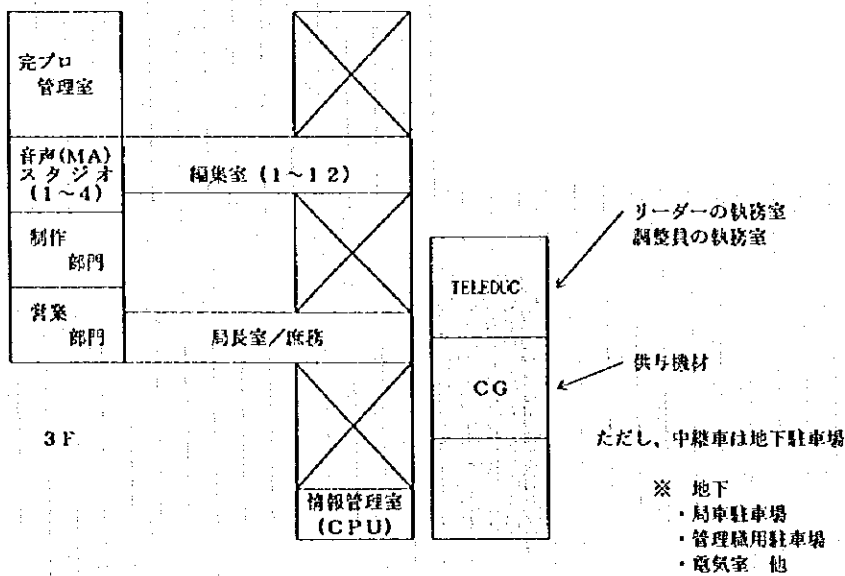 完プロ
管理室
音声(MA)
スタジオ
(1~4)
編集室 (1~12)
制作
部門
営業
部門
局長室/庶務
3F
情報管理室
(CPU)
TELEDUC
CG
リーダーの執務室
調整員の執務室
供与機材
ただし、中継車は地下駐車場
※ 地下
・局車駐車場
・管理職用駐車場
・電気室 他